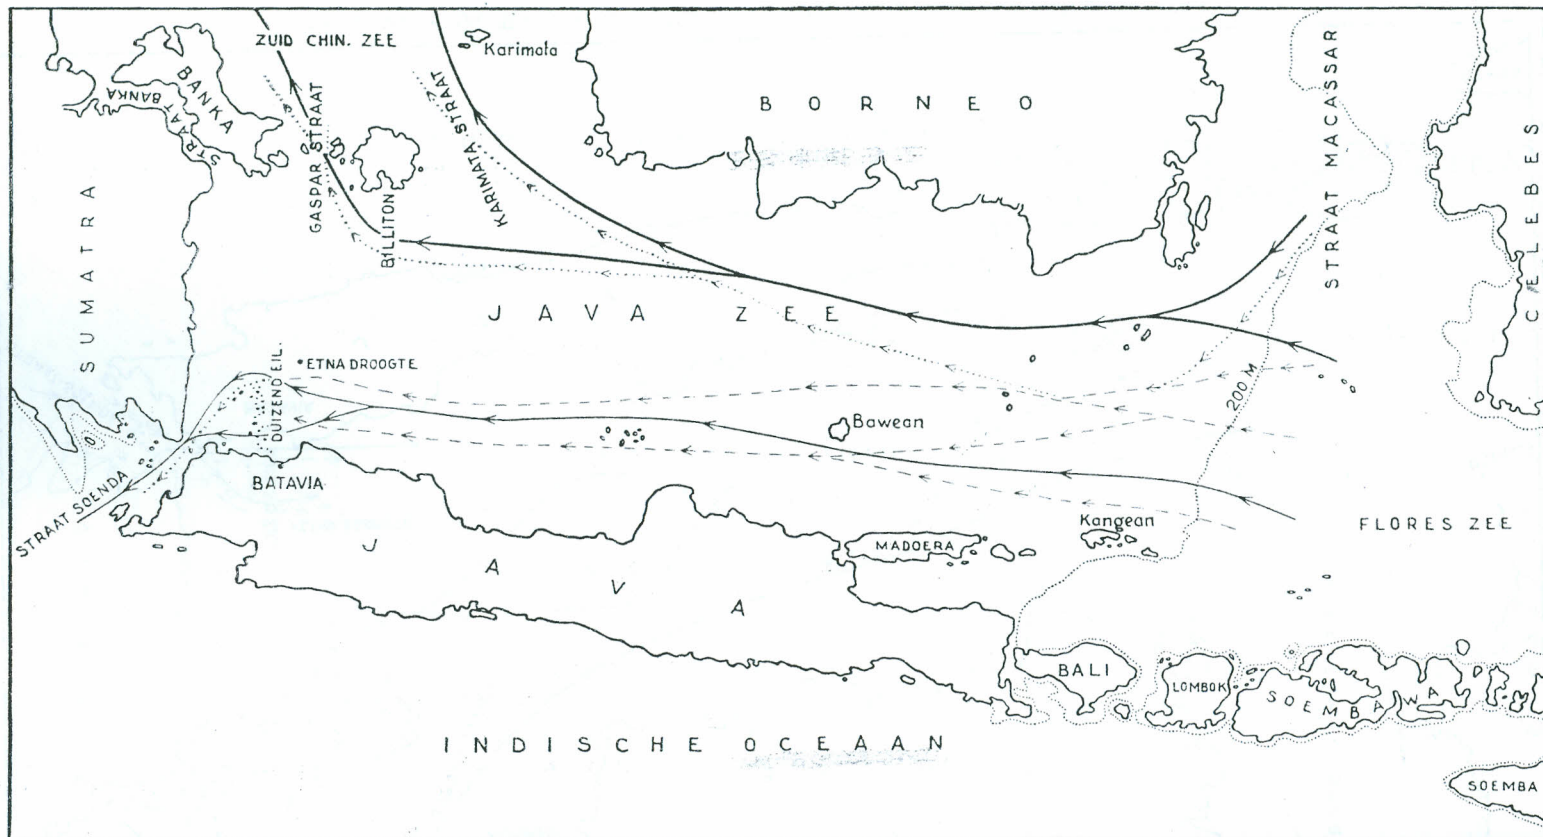 ZUID CHIN. ZEE
Karimata
BANKA
STRAAT BANKA
GASPAR STRAAT
KARIMATA STRAAT
BILLITON
BORNEO
STRAAT MACASSAR
CELEBES
SUMATRA
JAVA ZEE
ETNA DROOGTE
DUIZEND EIL.
Bawean
200 M
STRAAT SOENDA
BATAVIA
MADOERA
Kangean
FLORES ZEE
JAVA
BALI
LOMBOK
SOEMBAWA
INDISCHE OCEAAN
SOEMBA